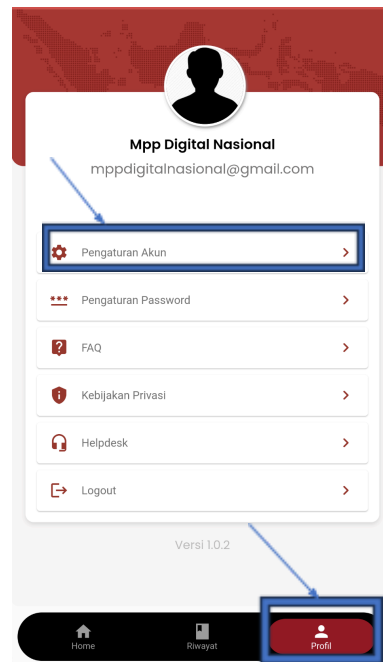 Mpp Digital Nasional
mppdigitalnasional@gmail.com
Pengaturan Akun
*** Pengaturan Password
FAQ
Kebijakan Privasi
Helpdesk
Logout
Versi 1.0.2
Home Riwayat Profil